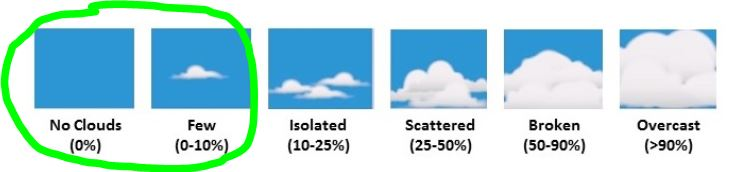 No Clouds Few Isolated Scattered Broken Overcast
(0%) (0-10%) (10-25%) (25-50%) (50-90%) (>90%)